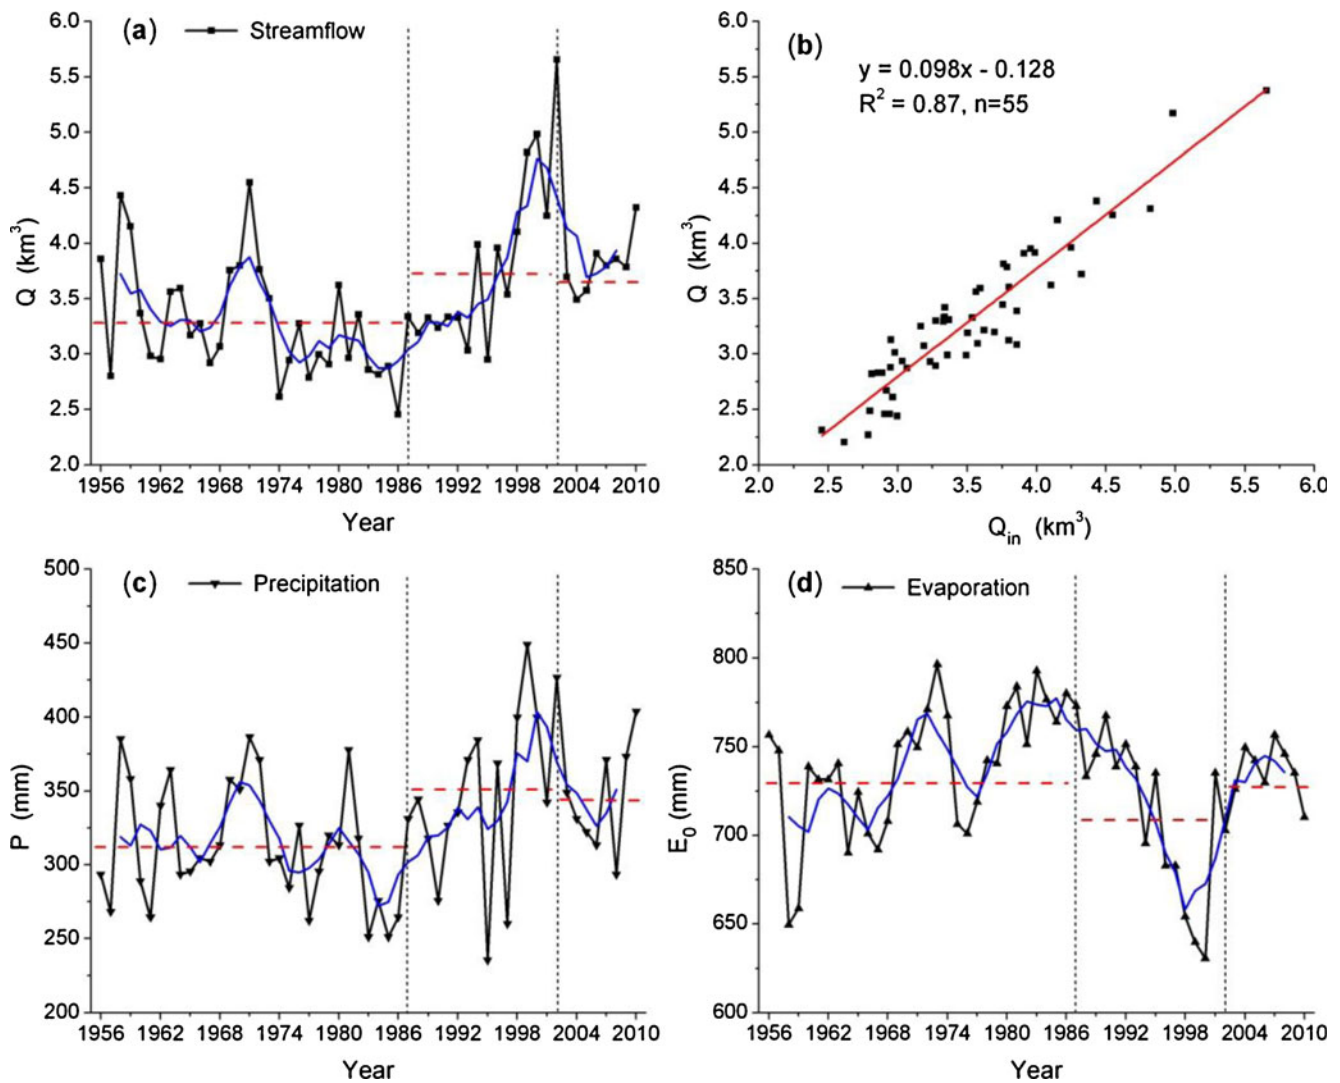 (a) Streamflow
6.0
5.5
5.0
4.5
4.0
3.5
3.0
2.5
2.0
Q (km³)
1956 1962 1968 1974 1980 1986 1992 1998 2004 2010
Year
(b)
y = 0.098x - 0.128
R² = 0.87, n=55
6.0
5.5
5.0
4.5
4.0
3.5
3.0
2.5
2.0
Q (km³)
2.0 2.5 3.0 3.5 4.0 4.5 5.0 5.5 6.0
Qin (km³)
(c) Precipitation
500
450
400
350
300
250
200
P (mm)
1956 1962 1968 1974 1980 1986 1992 1998 2004 2010
Year
(d) Evaporation
850
800
750
700
650
600
E0 (mm)
1956 1962 1968 1974 1980 1986 1992 1998 2004 2010
Year